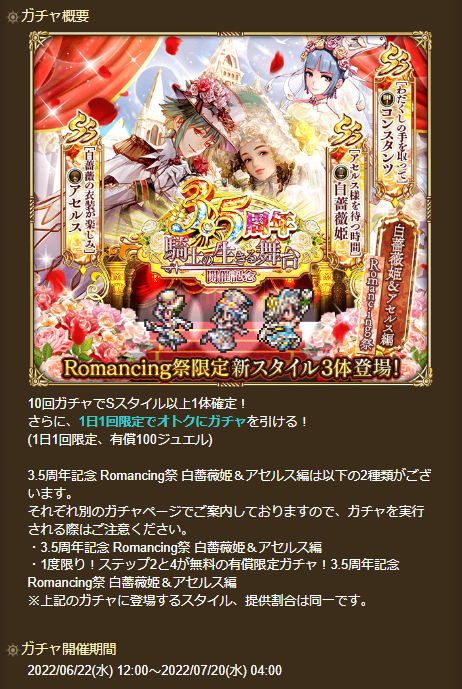 ガチャ概要
SS
[わたくしの手を取って]
コンスタンツ
SS
[アセルス様を待つ時間]
白薔薇姫
SS
[白薔薇の衣装が楽しみ]
アセルス
3.5周年
騎士の生きる舞台
開催記念
白薔薇姫&アセルス編
Romancing祭
Romancing祭限定新スタイル3体登場!
10回ガチャでSスタイル以上1体確定!
さらに、1日1回限定でオトクにガチャを引ける!
(1日1回限定、有償100ジュエル)
3.5周年記念 Romancing祭 白薔薇姫&アセルス編は以下の2種類がござ
います。
それぞれ別のガチャページでご案内しておりますので、ガチャを実行
される際はご注意ください。
・3.5周年記念 Romancing祭 白薔薇姫&アセルス編
・1度限り!ステップ2と4が無料の有償限定ガチャ!3.5周年記念
Romancing祭 白薔薇姫&アセルス編
※上記のガチャに登場するスタイル、提供割合は同一です。
ガチャ開催期間
2022/06/22(水) 12:00~2022/07/20(水) 04:00